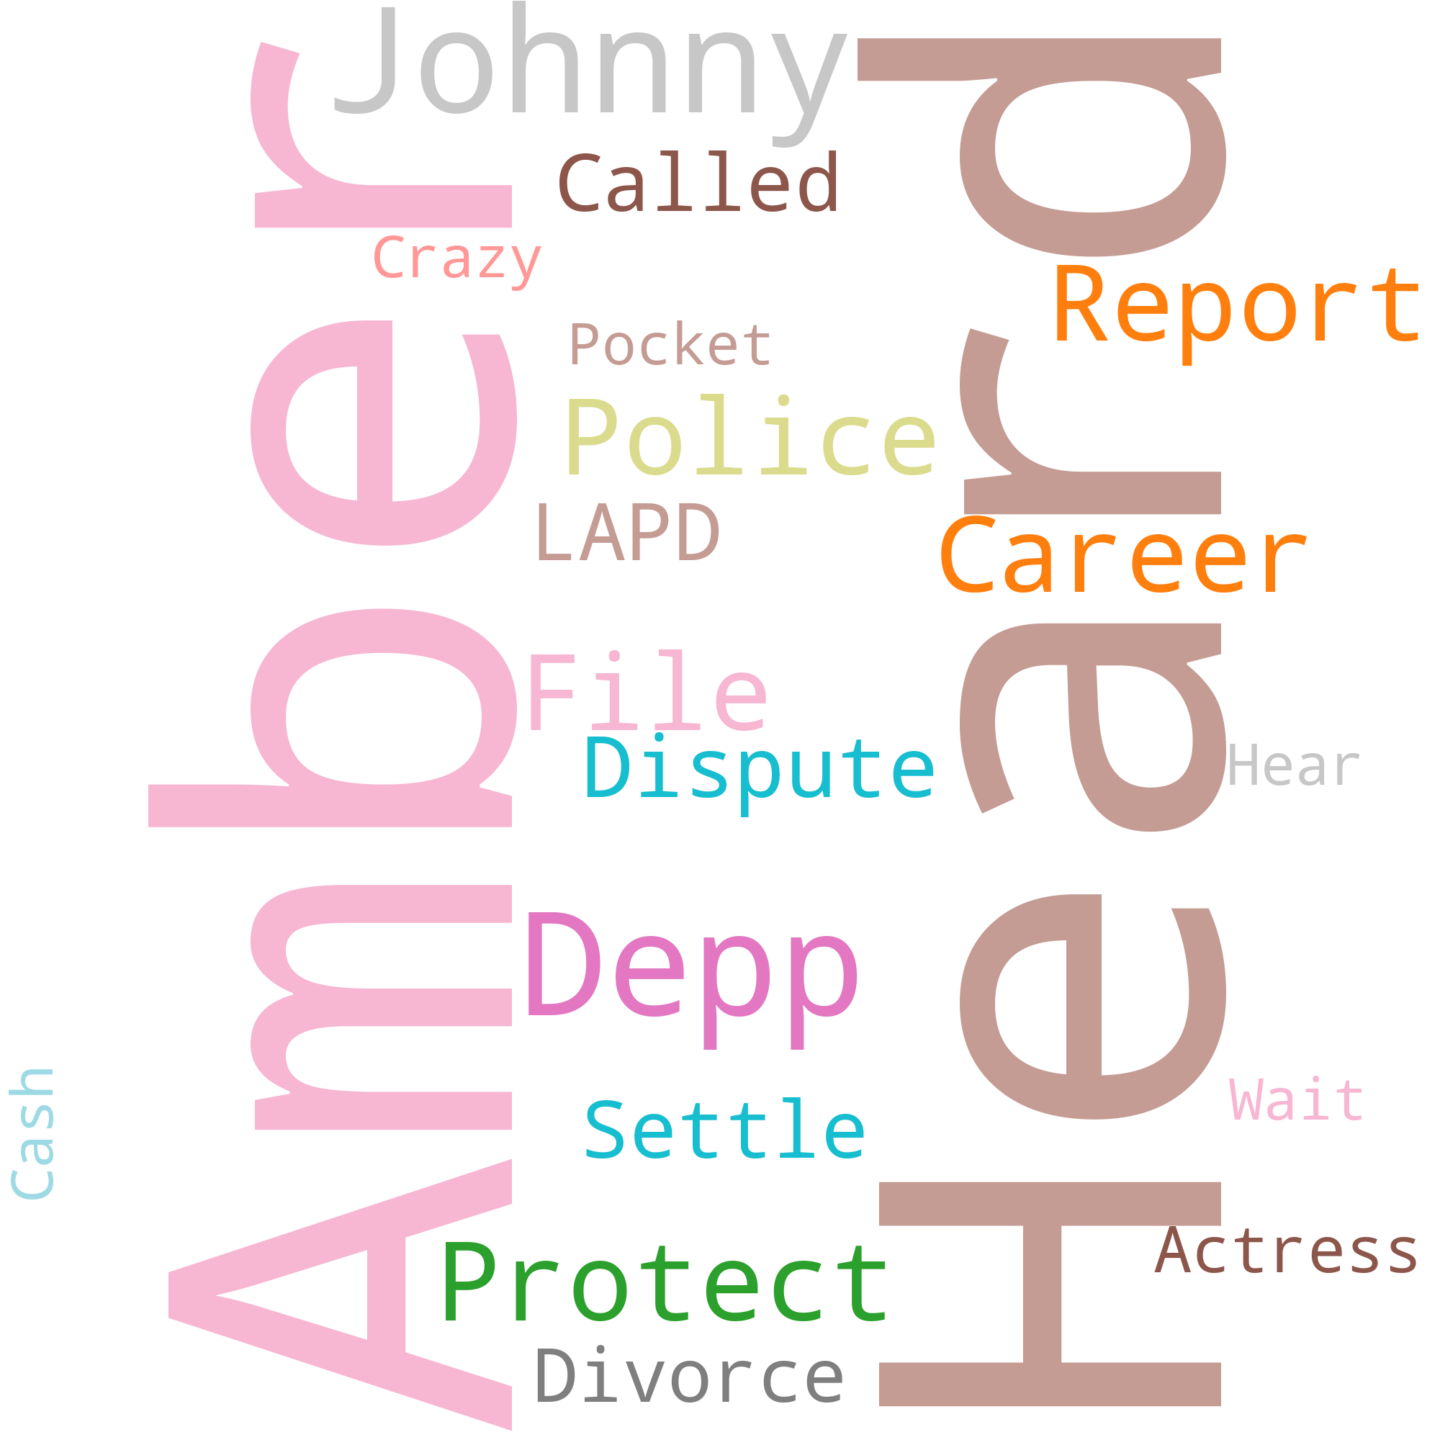 Johnny
Called
Crazy
Report
Pocket
Police
LAPD
Career
File
Dispute
Hear
Amber
Heard
Depp
Settle
Wait
Cash
Actress
Protect
Divorce